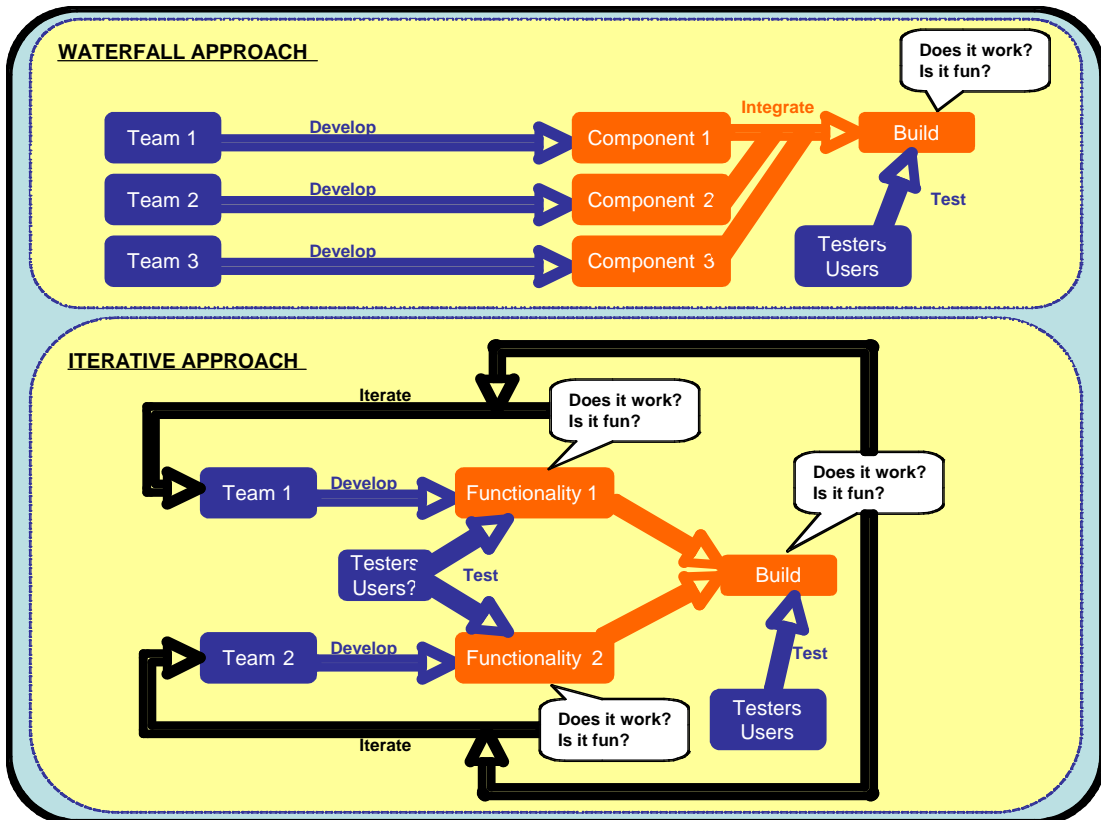 WATERFALL APPROACH
Does it work?
Is it fun?
Integrate
Team 1
Develop
Component 1
Build
Team 2
Develop
Component 2
Test
Team 3
Develop
Component 3
Testers
Users
ITERATIVE APPROACH
Iterate
Does it work?
Is it fun?
Does it work?
Is it fun?
Team 1
Develop
Functionality 1
Testers
Users?
Test
Build
Team 2
Develop
Functionality 2
Test
Testers
Users
Does it work?
Is it fun?
Iterate